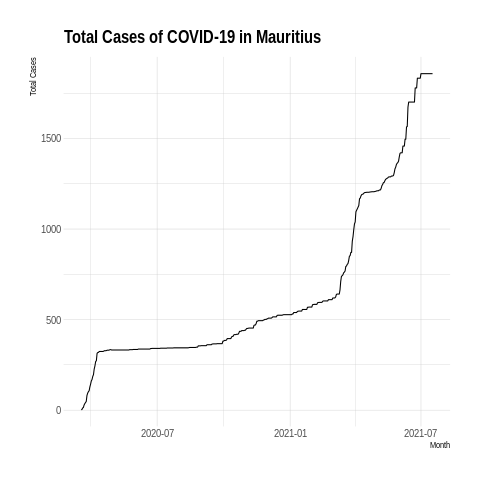 Total Cases of COVID-19 in Mauritius
Total Cases
1500
1000
500
0
2020-07
2021-01
2021-07
Month